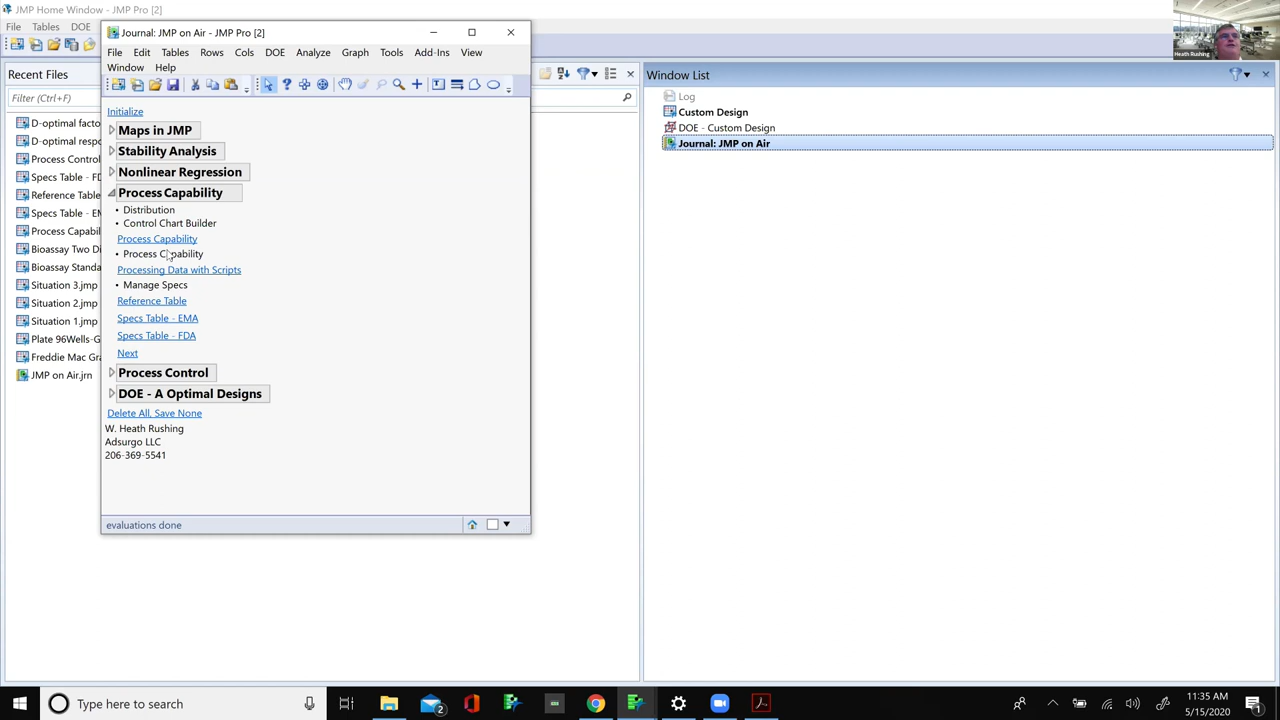 JMP Home Window - JMP Pro [2]
File Tables DOE
Recent Files
Filter (Ctrl+F)
D-optimal facto
D-optimal respo
Process Control
Specs Table - FD
Reference Table
Specs Table - EM
Process Capabil
Bioassay Two Di
Bioassay Standa
Situation 3.jmp
Situation 2.jmp
Situation 1.jmp
Plate 96Wells-G
Freddie Mac Gra
JMP on Air.jrn
Journal: JMP on Air - JMP Pro [2]
File Edit Tables Rows Cols DOE Analyze Graph Tools Add-Ins View
Window Help
Initialize
Maps in JMP
Stability Analysis
Nonlinear Regression
Process Capability
• Distribution
• Control Chart Builder
Process Capability
• Process Capability
Processing Data with Scripts
• Manage Specs
Reference Table
Specs Table - EMA
Specs Table - FDA
Next
Process Control
DOE - A Optimal Designs
Delete All, Save None
W. Heath Rushing
Adsurgo LLC
206-369-5541
evaluations done
Window List
Log
Custom Design
DOE - Custom Design
Journal: JMP on Air
Heath Rushing
Type here to search
2
11:35 AM
5/15/2020
1